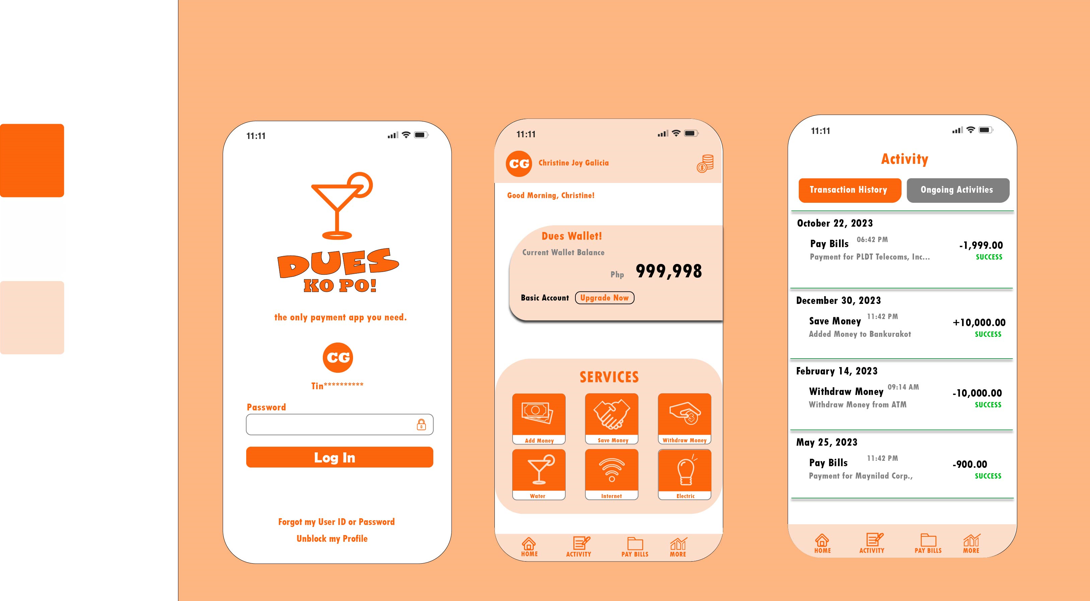 11:11
DUES
KO PO!
the only payment app you need.
CG
Tin**********
Password
Log In
Forgot my User ID or Password
Unblock my Profile
11:11
CG
Christine Joy Galicia
Good Morning, Christine!
Dues Wallet!
Current Wallet Balance
Php 999,998
Basic Account Upgrade Now
SERVICES
Add Money Save Money Withdraw Money
Water Internet Electric
HOME ACTIVITY PAY BILLS MORE
11:11
Activity
Transaction History Ongoing Activities
October 22, 2023
Pay Bills 06:42 PM -1,999.00
Payment for PLDT Telecoms, Inc... SUCCESS
December 30, 2023
Save Money 11:42 PM +10,000.00
Added Money to Bankurakot SUCCESS
February 14, 2023
Withdraw Money 09:14 AM -10,000.00
Withdraw Money from ATM SUCCESS
May 25, 2023
Pay Bills 11:42 PM -900.00
Payment for Maynilad Corp., SUCCESS
HOME ACTIVITY PAY BILLS MORE